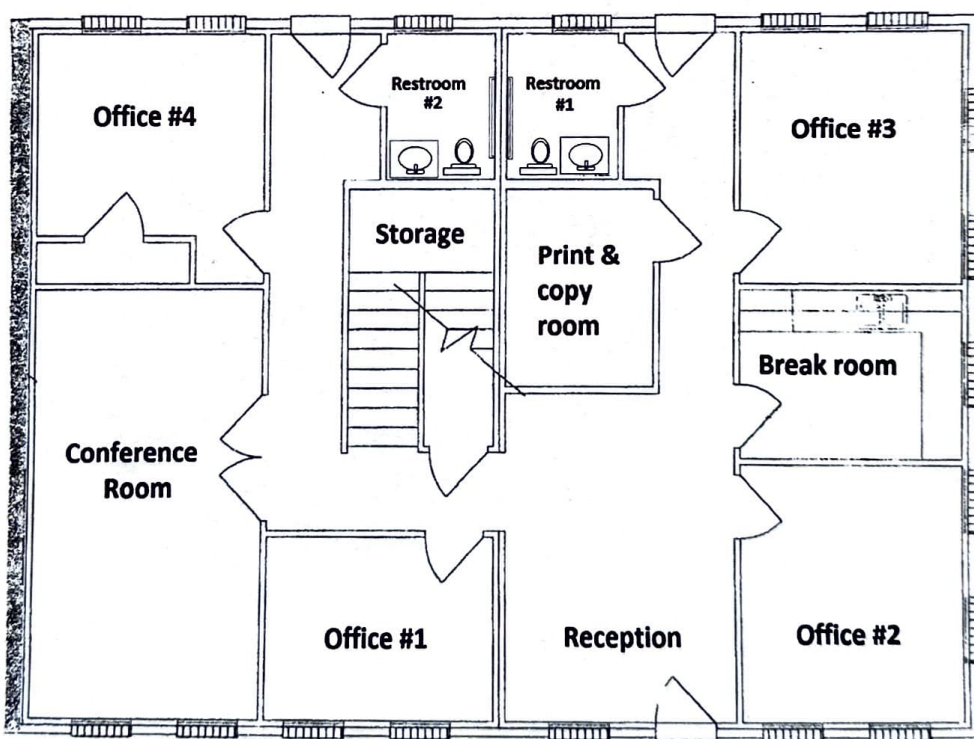 Office #4
Restroom
#2
Restroom
#1
Office #3
Storage
Print &
copy
room
Break room
Conference
Room
Office #1
Reception
Office #2